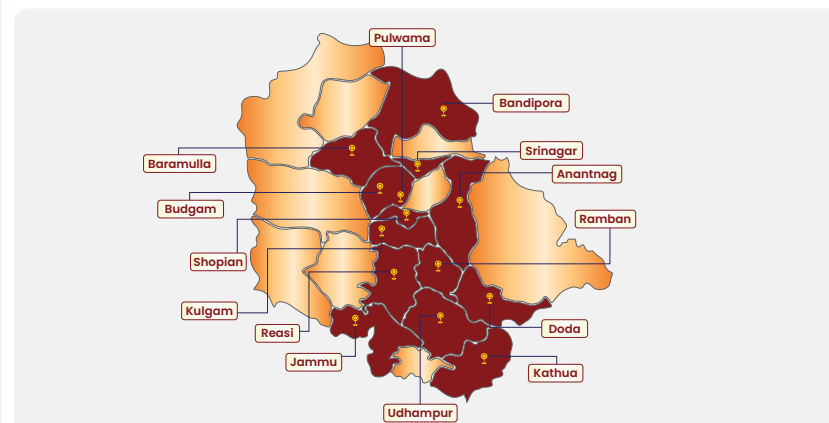 Pulwama
Bandipora
Srinagar
Baramulla
Anantnag
Budgam
Ramban
Shopian
Kulgam
Reasi
Doda
Jammu
Kathua
Udhampur